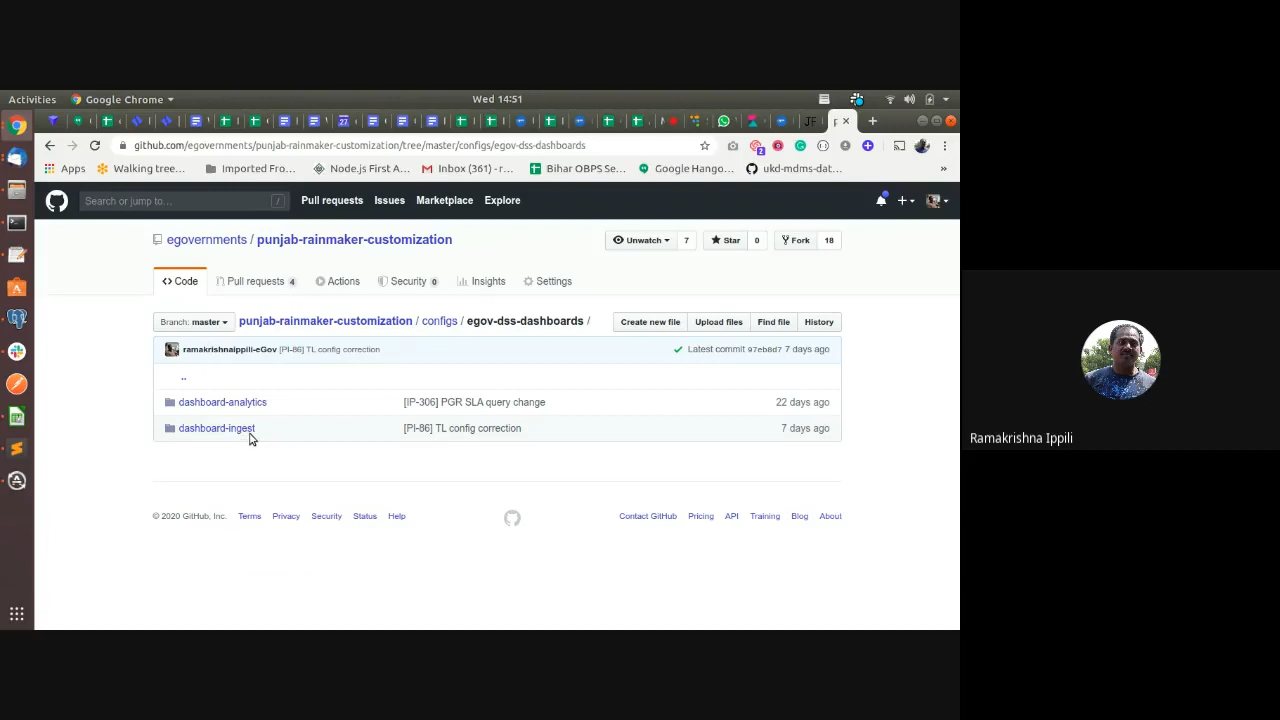 Activities Google Chrome Wed 14:51
27 JF
github.com/egovernments/punjab-rainmaker-customization/tree/master/configs/egov-dss-dashboards 2
Apps Walking tree... Imported Fro... Node.js First A... Inbox (361) - r... Bihar OBPS Se... Google Hango... ukd-mdms-dat... »
Search or jump to... / Pull requests Issues Marketplace Explore
egovernments / punjab-rainmaker-customization Unwatch 7 Star 0 Fork 18
Code Pull requests 4 Actions Security 0 Insights Settings
Branch: master punjab-rainmaker-customization / configs / egov-dss-dashboards / Create new file Upload files Find file History
ramakrishnaippili-eGov [PI-86] TL config correction Latest commit 97eb8d7 7 days ago
..
dashboard-analytics [IP-306] PGR SLA query change 22 days ago
dashboard-ingest [PI-86] TL config correction 7 days ago
© 2020 GitHub, Inc. Terms Privacy Security Status Help Contact GitHub Pricing API Training Blog About
Ramakrishna Ippili